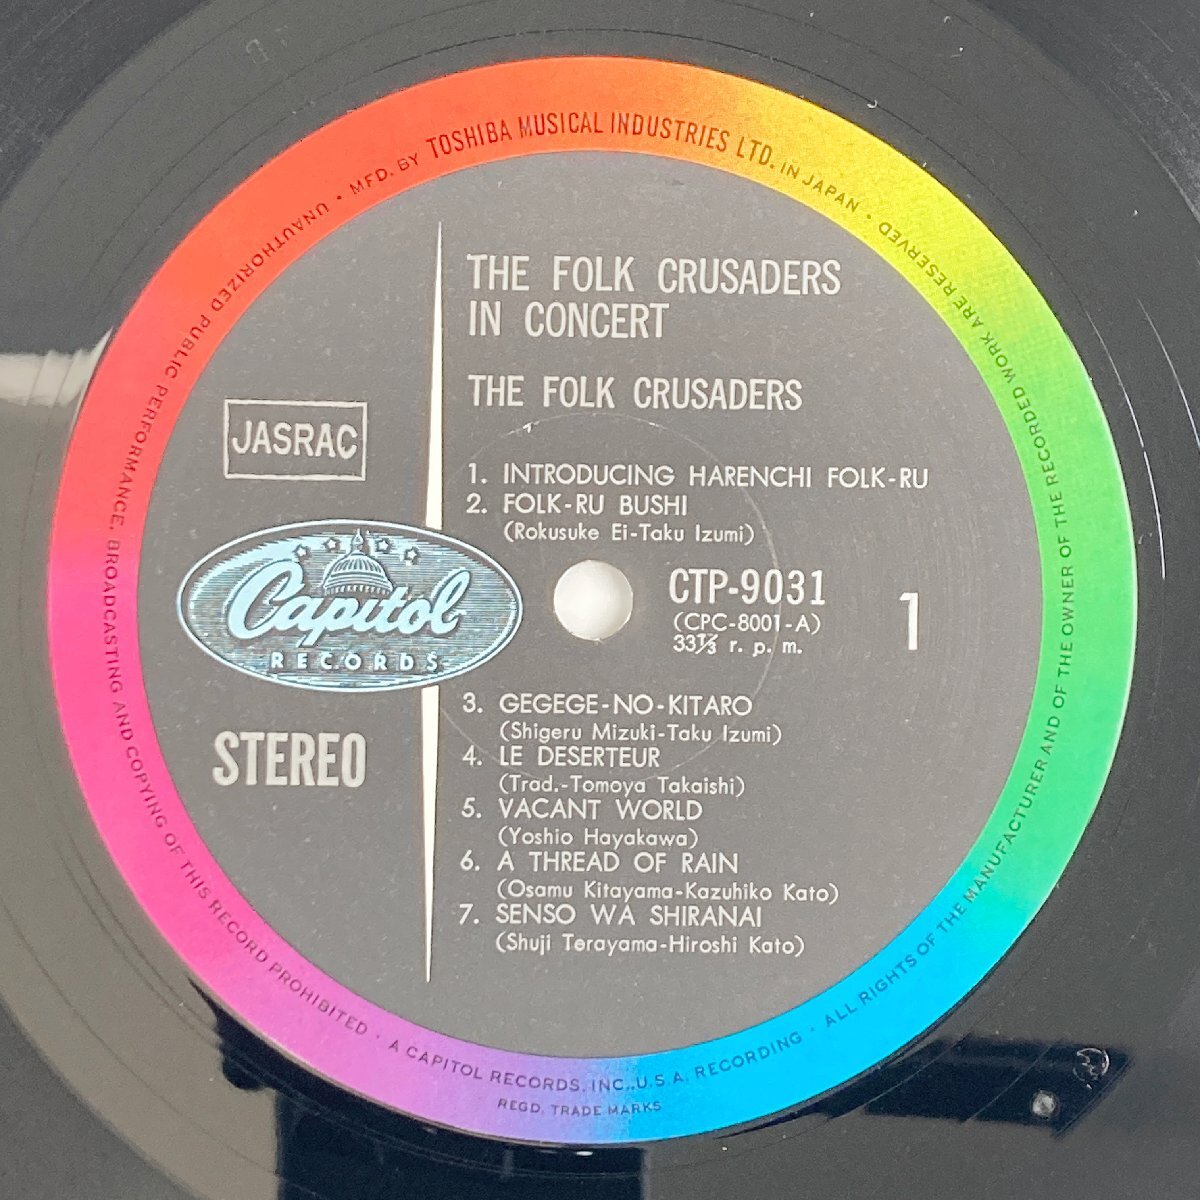 UNAUTHORIZED PUBLIC PERFORMANCE, BROADCASTING AND COPYING OF THIS RECORD PROHIBITED · A CAPITOL RECORDS, INC., U.S.A. RECORDING · ALL RIGHTS OF THE MANUFACTURER AND OF THE OWNER OF THE RECORDED WORK ARE RESERVED · MFD. BY TOSHIBA MUSICAL INDUSTRIES LTD. IN JAPAN ·
REGD. TRADE MARKS
THE FOLK CRUSADERS
IN CONCERT
THE FOLK CRUSADERS
JASRAC
1. INTRODUCING HARENCHI FOLK-RU
2. FOLK-RU BUSHI
(Rokusuke Ei-Taku Izumi)
Capitol
RECORDS
CTP-9031
(CPC-8001-A)
33⅓ r. p. m.
1
STEREO
3. GEGEGE-NO-KITARO
(Shigeru Mizuki-Taku Izumi)
4. LE DESERTEUR
(Trad.-Tomoya Takaishi)
5. VACANT WORLD
(Yoshio Hayakawa)
6. A THREAD OF RAIN
(Osamu Kitayama-Kazuhiko Kato)
7. SENSO WA SHIRANAI
(Shuji Terayama-Hiroshi Kato)